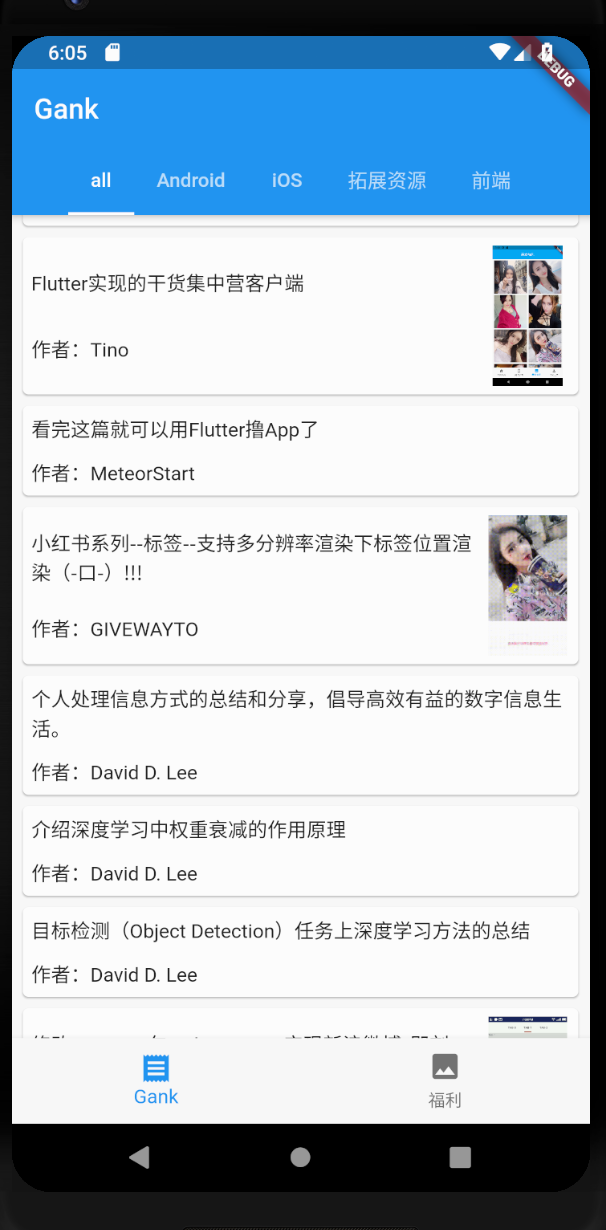 6:05
DEBUG
Gank
all Android iOS 拓展资源 前端
Flutter实现的干货集中营客户端
作者：Tino
看完这篇就可以用Flutter撸App了
作者：MeteorStart
小红书系列--标签--支持多分辨率渲染下标签位置渲
染（-口-）!!!
作者：GIVEWAYTO
个人处理信息方式的总结和分享，倡导高效有益的数字信息生
活。
作者：David D. Lee
介绍深度学习中权重衰减的作用原理
作者：David D. Lee
目标检测（Object Detection）任务上深度学习方法的总结
作者：David D. Lee
Gank 福利